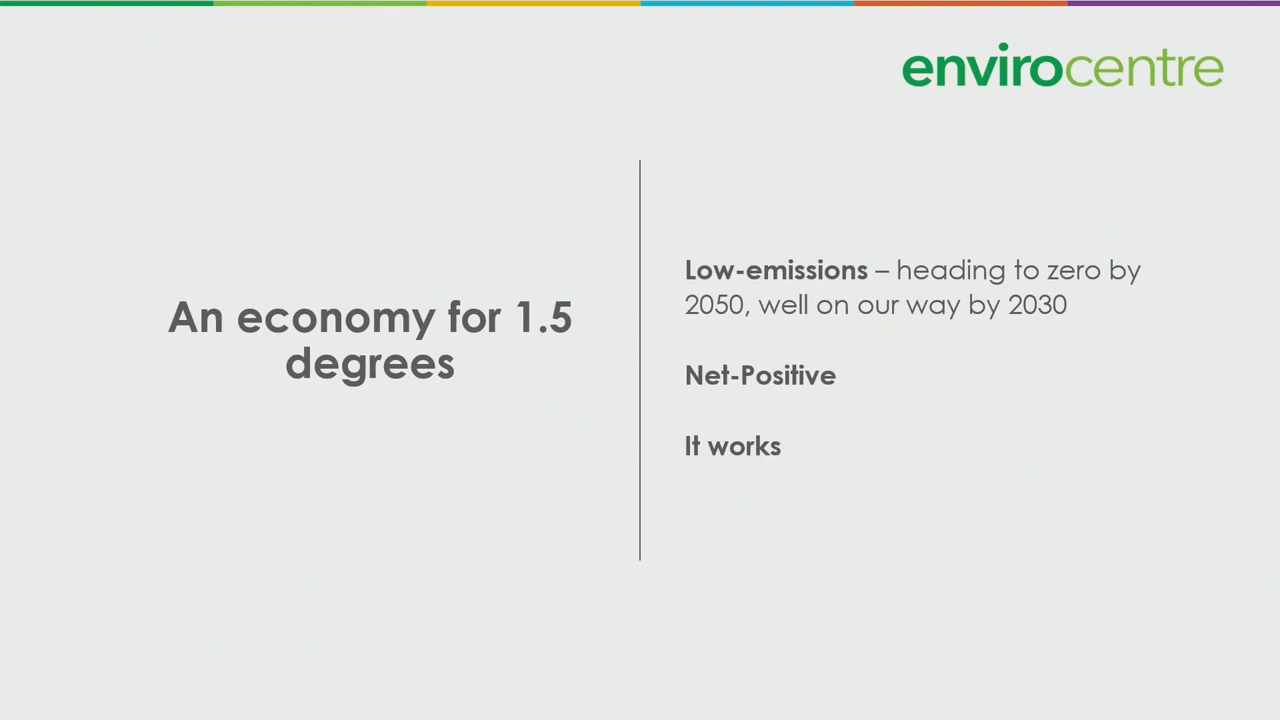 envirocentre
An economy for 1.5
degrees
Low-emissions – heading to zero by
2050, well on our way by 2030
Net-Positive
It works